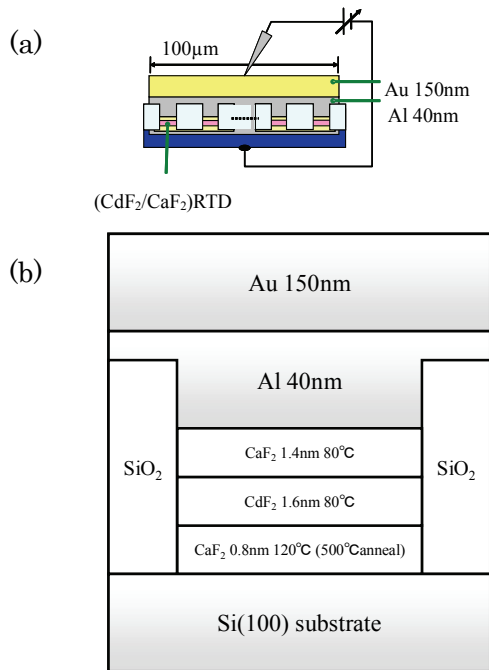 (a)
100μm
Au 150nm
Al 40nm
(CdF₂/CaF₂)RTD
(b)
Au 150nm
Al 40nm
SiO₂
CaF₂ 1.4nm 80℃
CdF₂ 1.6nm 80℃
CaF₂ 0.8nm 120℃ (500℃anneal)
SiO₂
Si(100) substrate